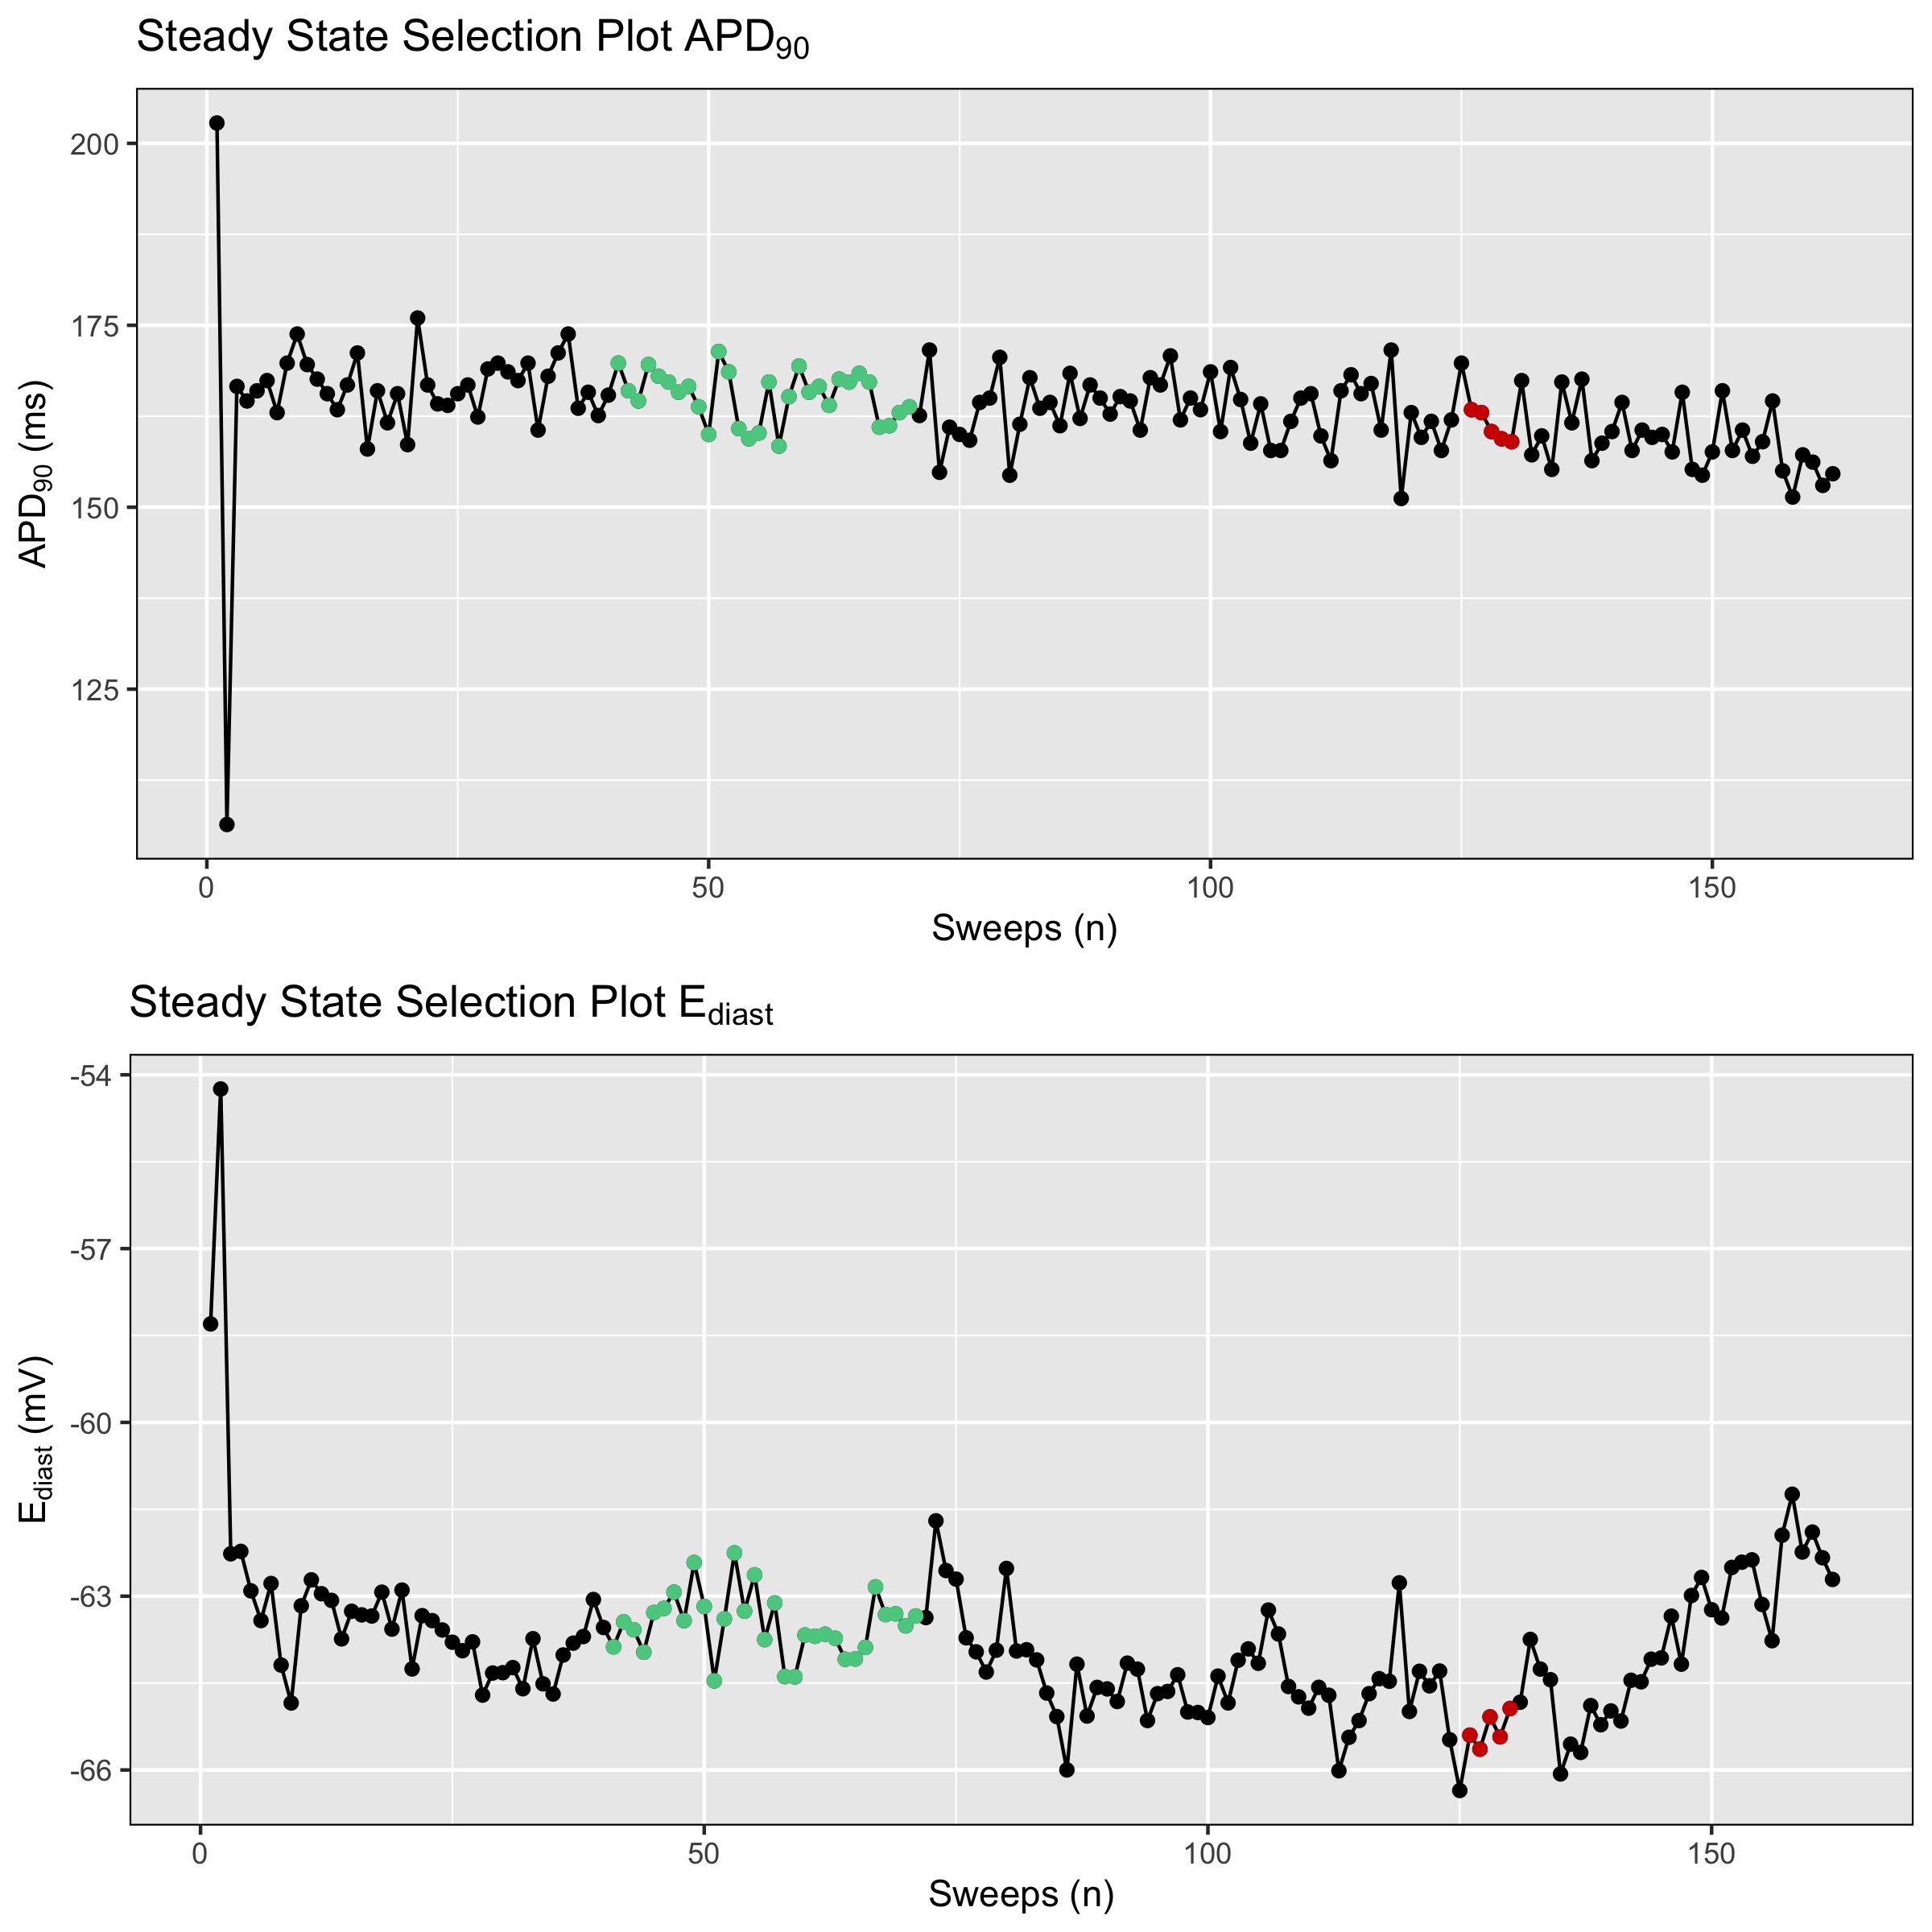 Steady State Selection Plot APD90
200
175
150
125
APD90 (ms)
0 50 100 150
Sweeps (n)
Steady State Selection Plot Ediast
-54
-57
-60
-63
-66
Ediast (mV)
0 50 100 150
Sweeps (n)